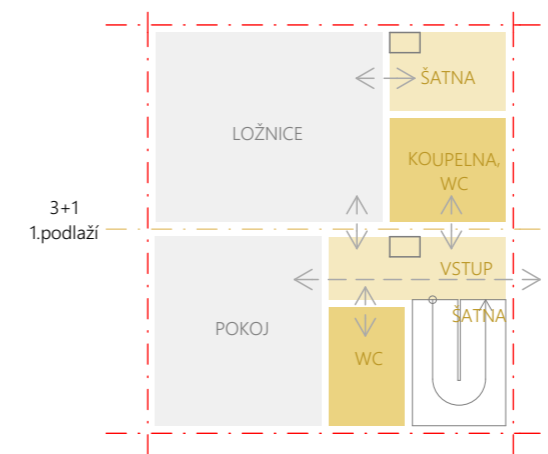 ŠATNA
LOŽNICE
KOUPELNA,
WC
3+1
1.podlaží
VSTUP
ŠATNA
POKOJ
WC